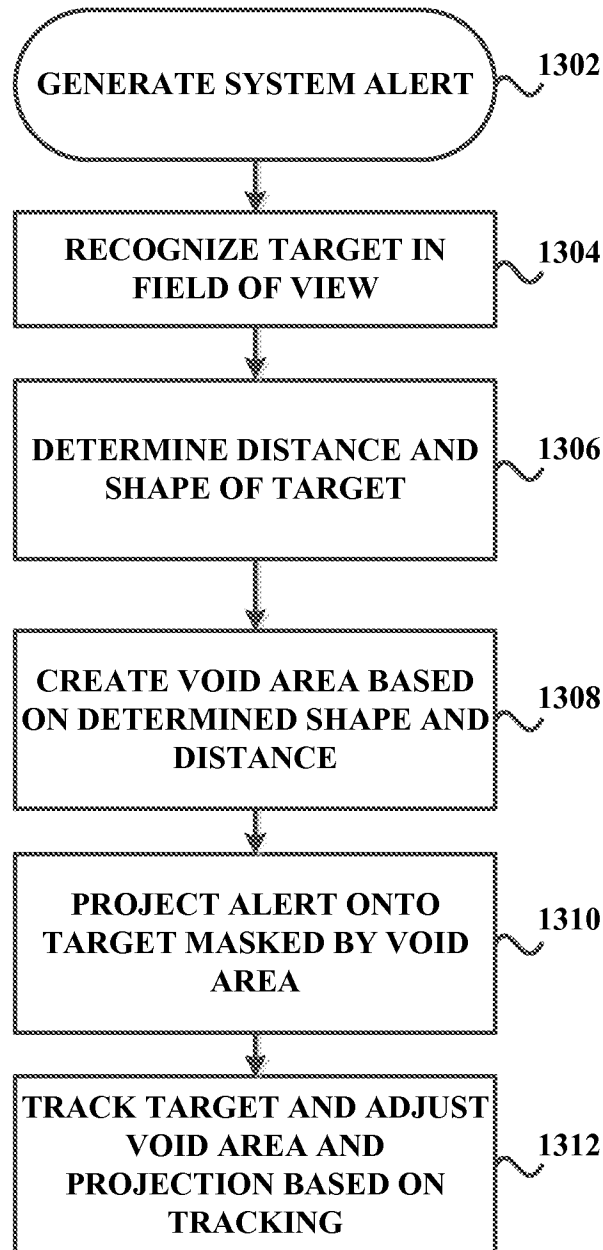 GENERATE SYSTEM ALERT
1302
RECOGNIZE TARGET IN
FIELD OF VIEW
1304
DETERMINE DISTANCE AND
SHAPE OF TARGET
1306
CREATE VOID AREA BASED
ON DETERMINED SHAPE AND
DISTANCE
1308
PROJECT ALERT ONTO
TARGET MASKED BY VOID
AREA
1310
TRACK TARGET AND ADJUST
VOID AREA AND
PROJECTION BASED ON
TRACKING
1312